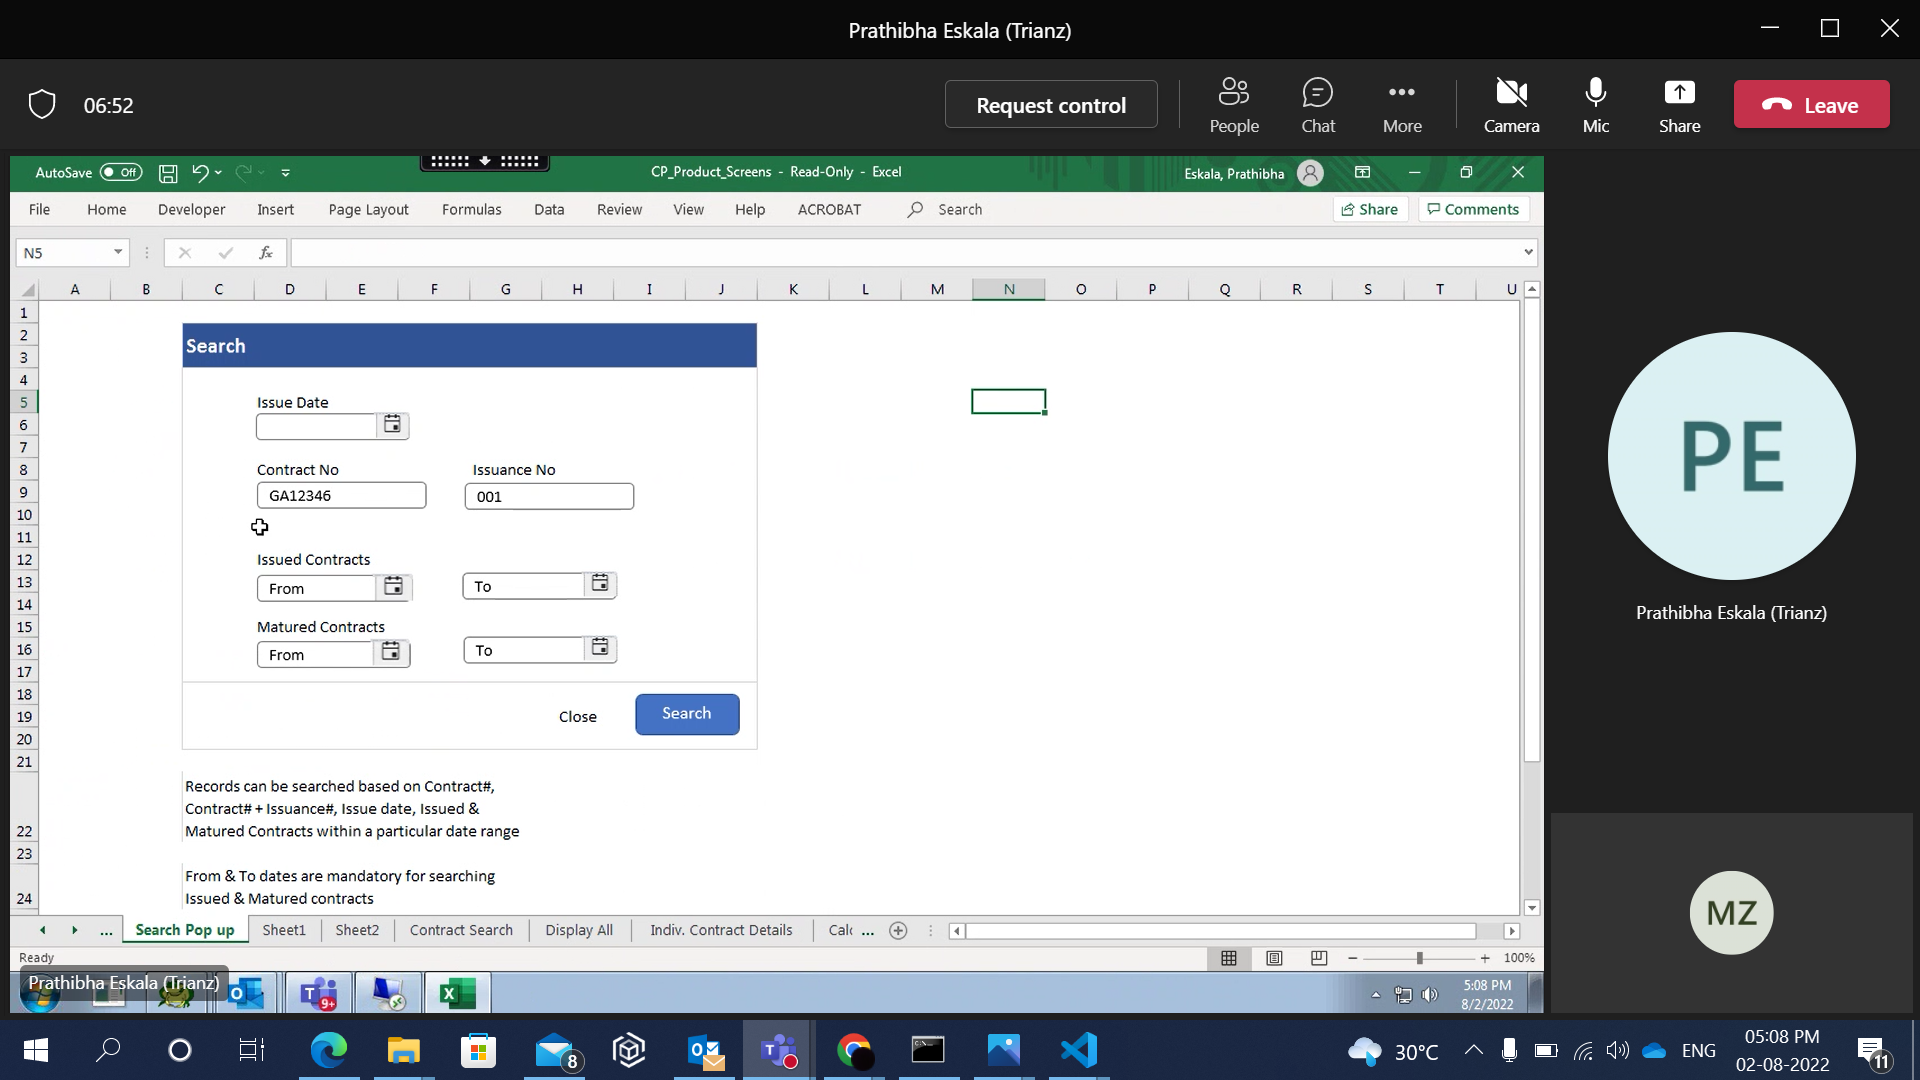 Prathibha Eskala (Trianz)
06:52
Request control
People
Chat
More
Camera
Mic
Share
Leave
AutoSave Off
CP_Product_Screens - Read-Only - Excel
Eskala, Prathibha
File Home Developer Insert Page Layout Formulas Data Review View Help ACROBAT Search
Share Comments
N5
fx
A B C D E F G H I J K L M N O P Q R S T U
1
2
3
4
5
6
7
8
9
10
11
12
13
14
15
16
17
18
19
20
21
22
23
24
Search
Issue Date
Contract No Issuance No
GA12346 001
Issued Contracts
From To
Matured Contracts
From To
Close Search
Records can be searched based on Contract#,
Contract# + Issuance#, Issue date, Issued &
Matured Contracts within a particular date range
From & To dates are mandatory for searching
Issued & Matured contracts
PE
Prathibha Eskala (Trianz)
MZ
... Search Pop up Sheet1 Sheet2 Contract Search Display All Indiv. Contract Details Calc ...
Ready
100%
Prathibha Eskala (Trianz)
9+
5:08 PM
8/2/2022
8
30°C
ENG
05:08 PM
02-08-2022
11